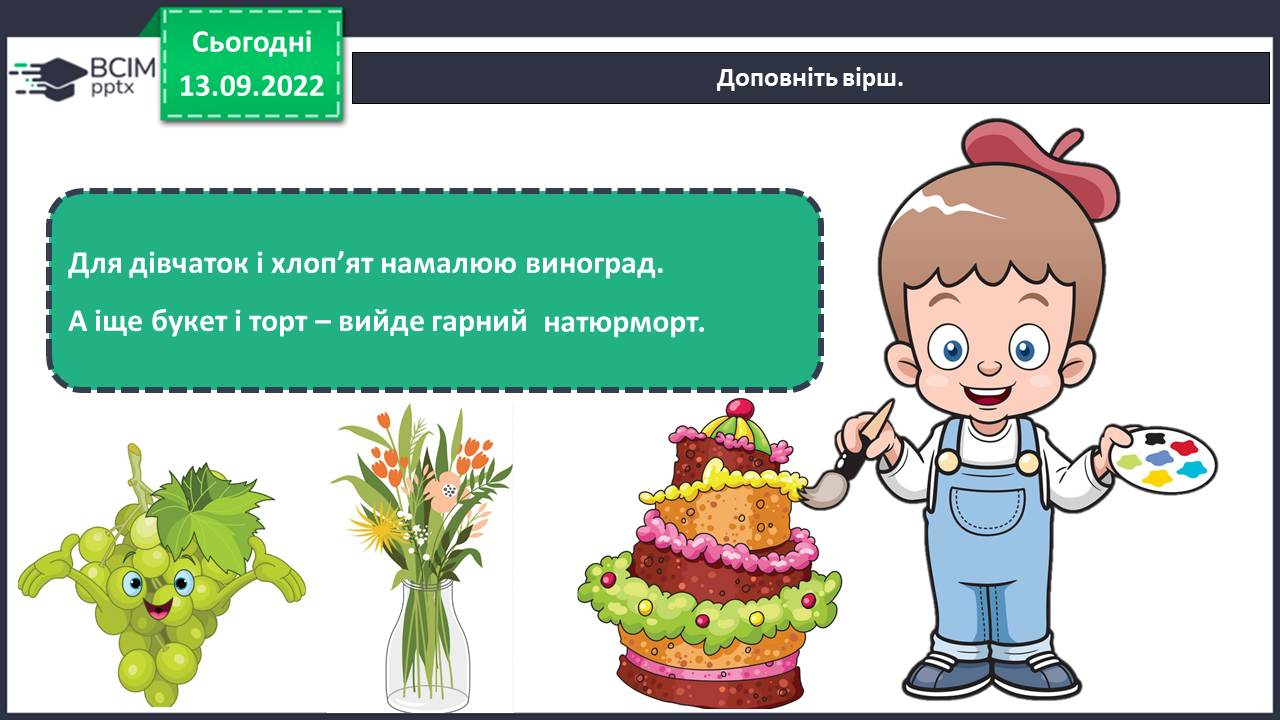 Сьогодні
13.09.2022
BCIM
pptx
Доповніть вірш.
Для дівчаток і хлоп’ят намалюю виноград.
А іще букет і торт – вийде гарний натюрморт.